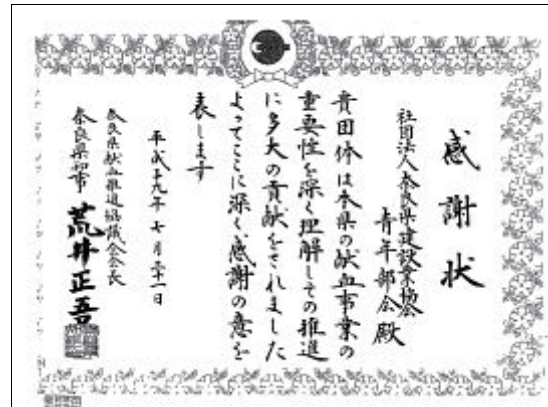 感謝状
社団法人奈良県建設業協会
青年部会殿
貴団体は本県の献血事業の
重要性を深く理解しその推進
に多大の貢献をされました
よってここに深く感謝の意を
表します
平成十九年七月二十一日
奈良県献血推進協議会会長
奈良県知事 荒井正吾